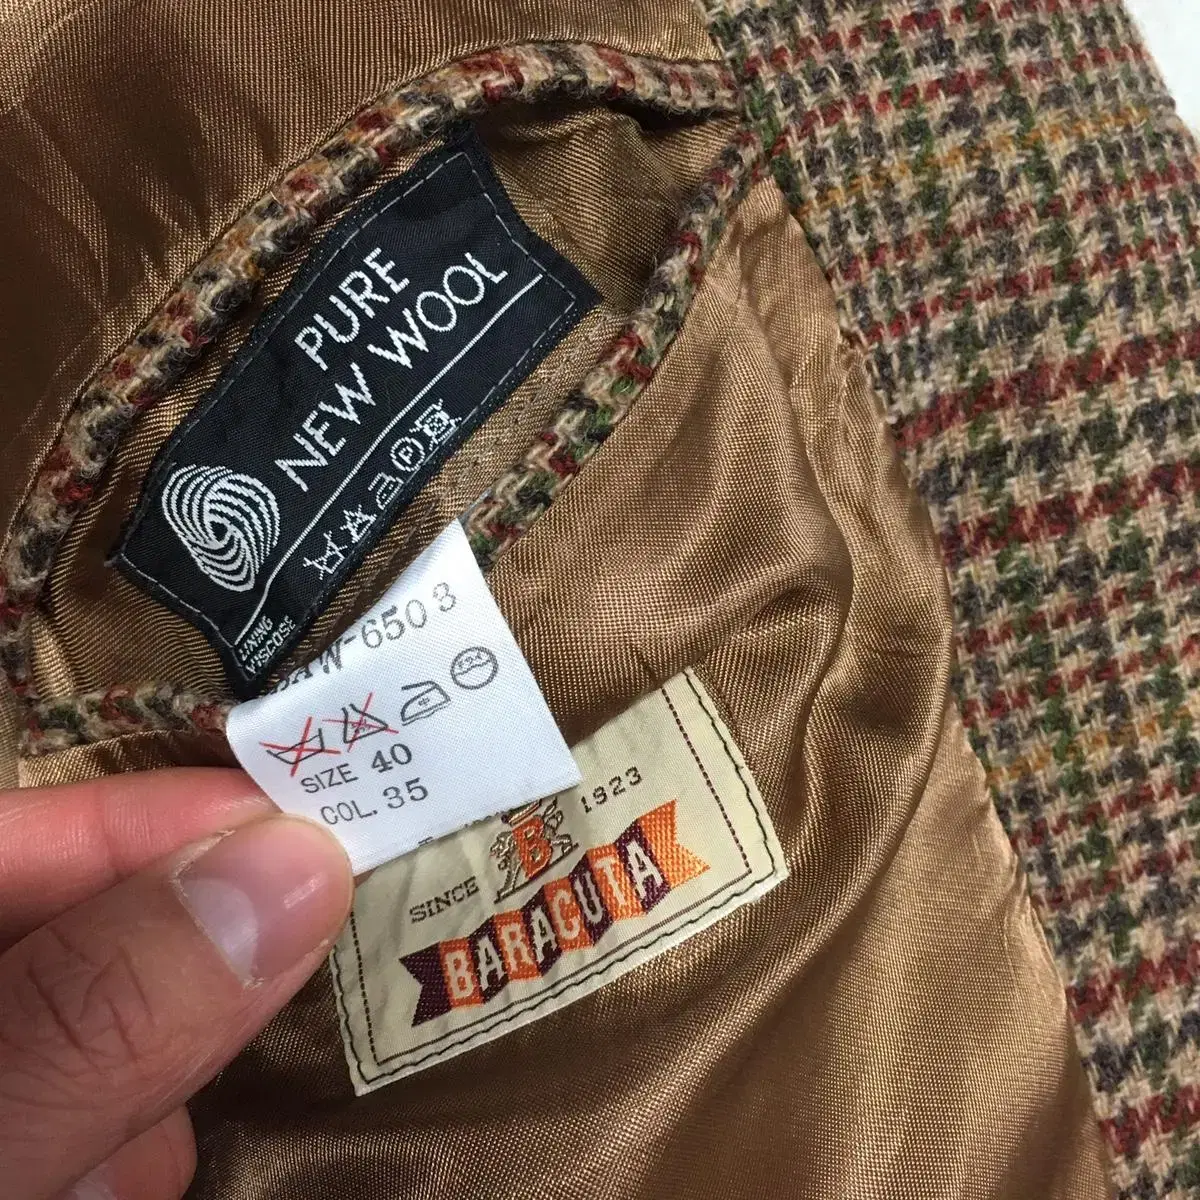 PURE
NEW WOOL
P
LINING
VISCOSE
W-6503
SIZE 40
COL. 35
SINCE 1923
B
BARACUTA